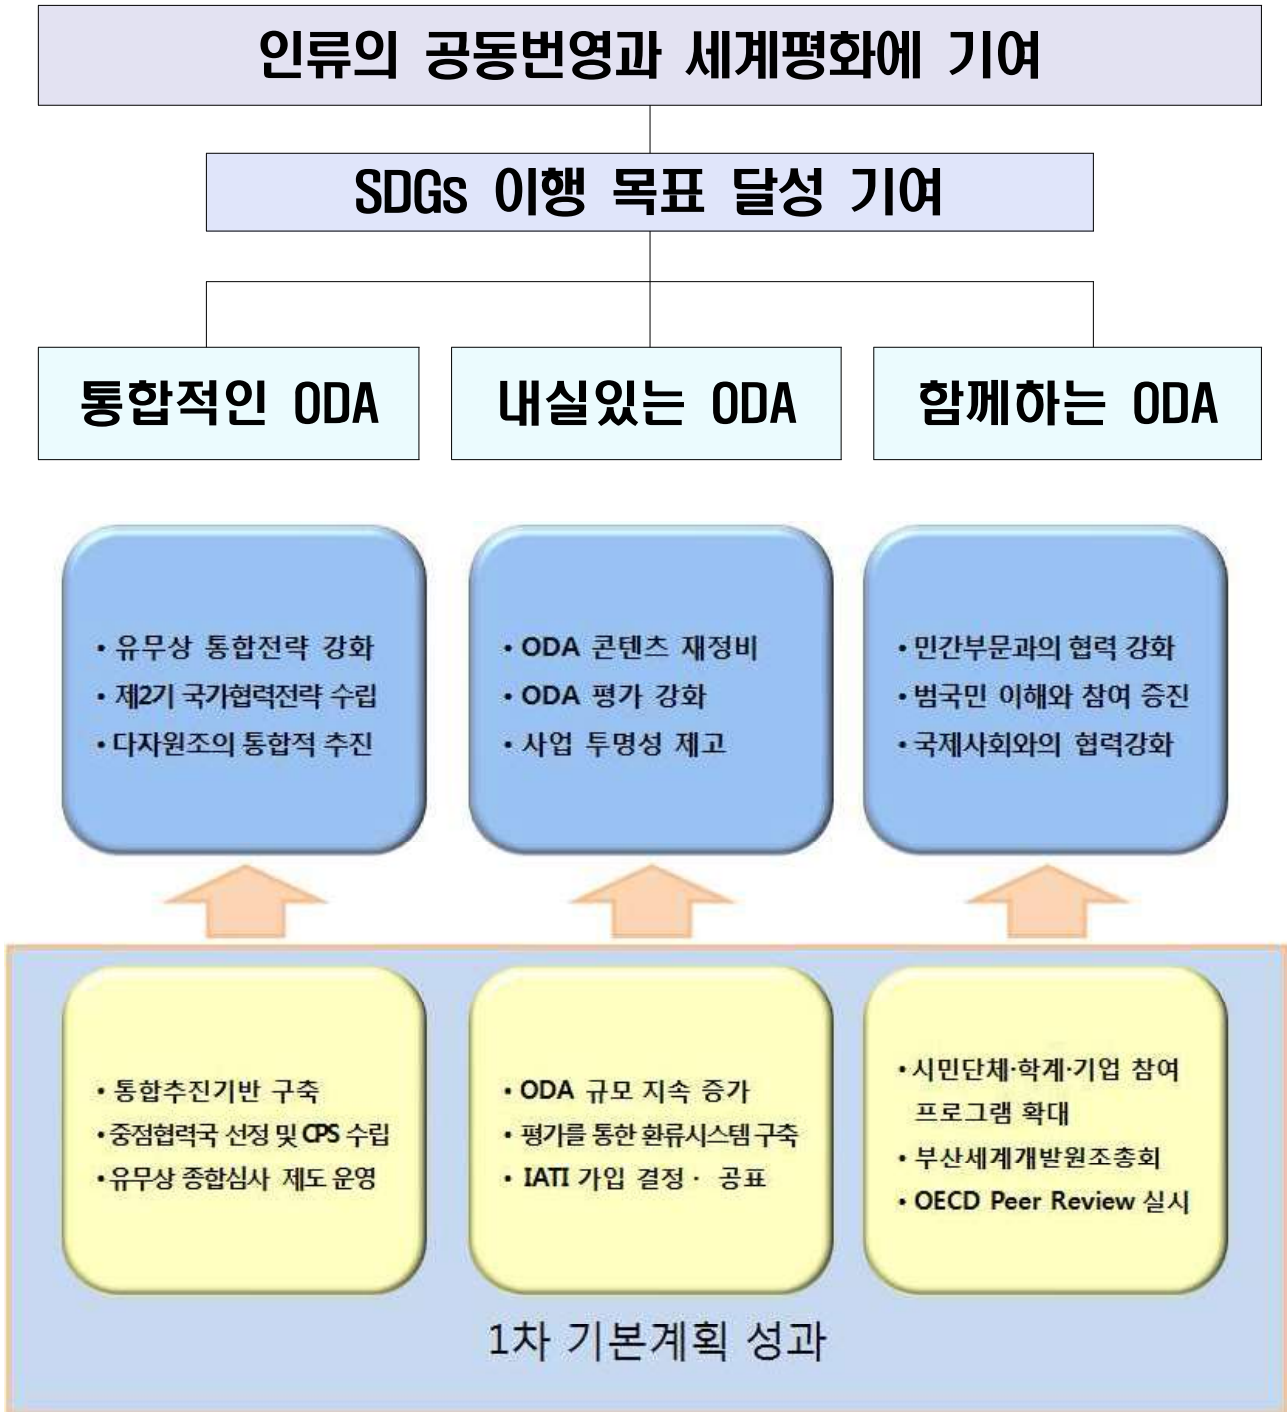 인류의 공동번영과 세계평화에 기여
SDGs 이행 목표 달성 기여
통합적인 ODA
내실있는 ODA
함께하는 ODA
• 유무상 통합전략 강화
• 제2기 국가협력전략 수립
• 다자원조의 통합적 추진
• ODA 콘텐츠 재정비
• ODA 평가 강화
• 사업 투명성 제고
• 민간부문과의 협력 강화
• 범국민 이해와 참여 증진
• 국제사회와의 협력강화
• 통합추진기반 구축
• 중점협력국 선정 및 CPS 수립
• 유무상 종합심사 제도 운영
• ODA 규모 지속 증가
• 평가를 통한 환류시스템 구축
• IATI 가입 결정 · 공표
• 시민단체·학계·기업 참여
프로그램 확대
• 부산세계개발원조총회
• OECD Peer Review 실시
1차 기본계획 성과